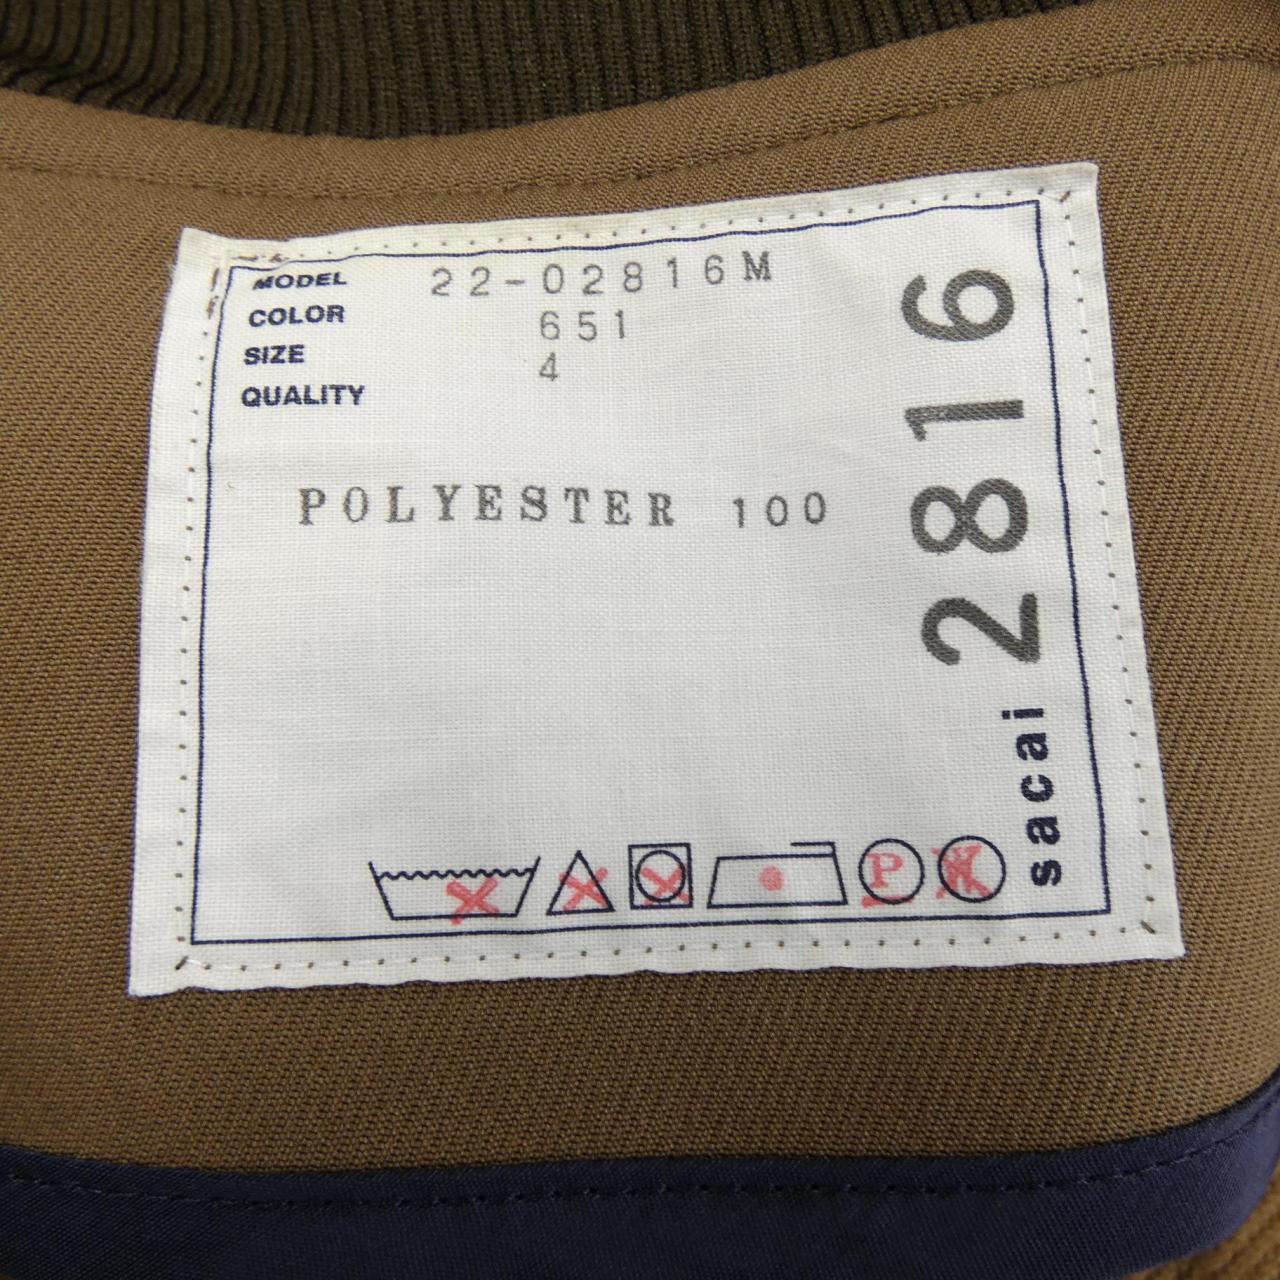 MODEL 22-02816M
COLOR 651
SIZE 4
QUALITY
POLYESTER 100
P W
sacai 2816